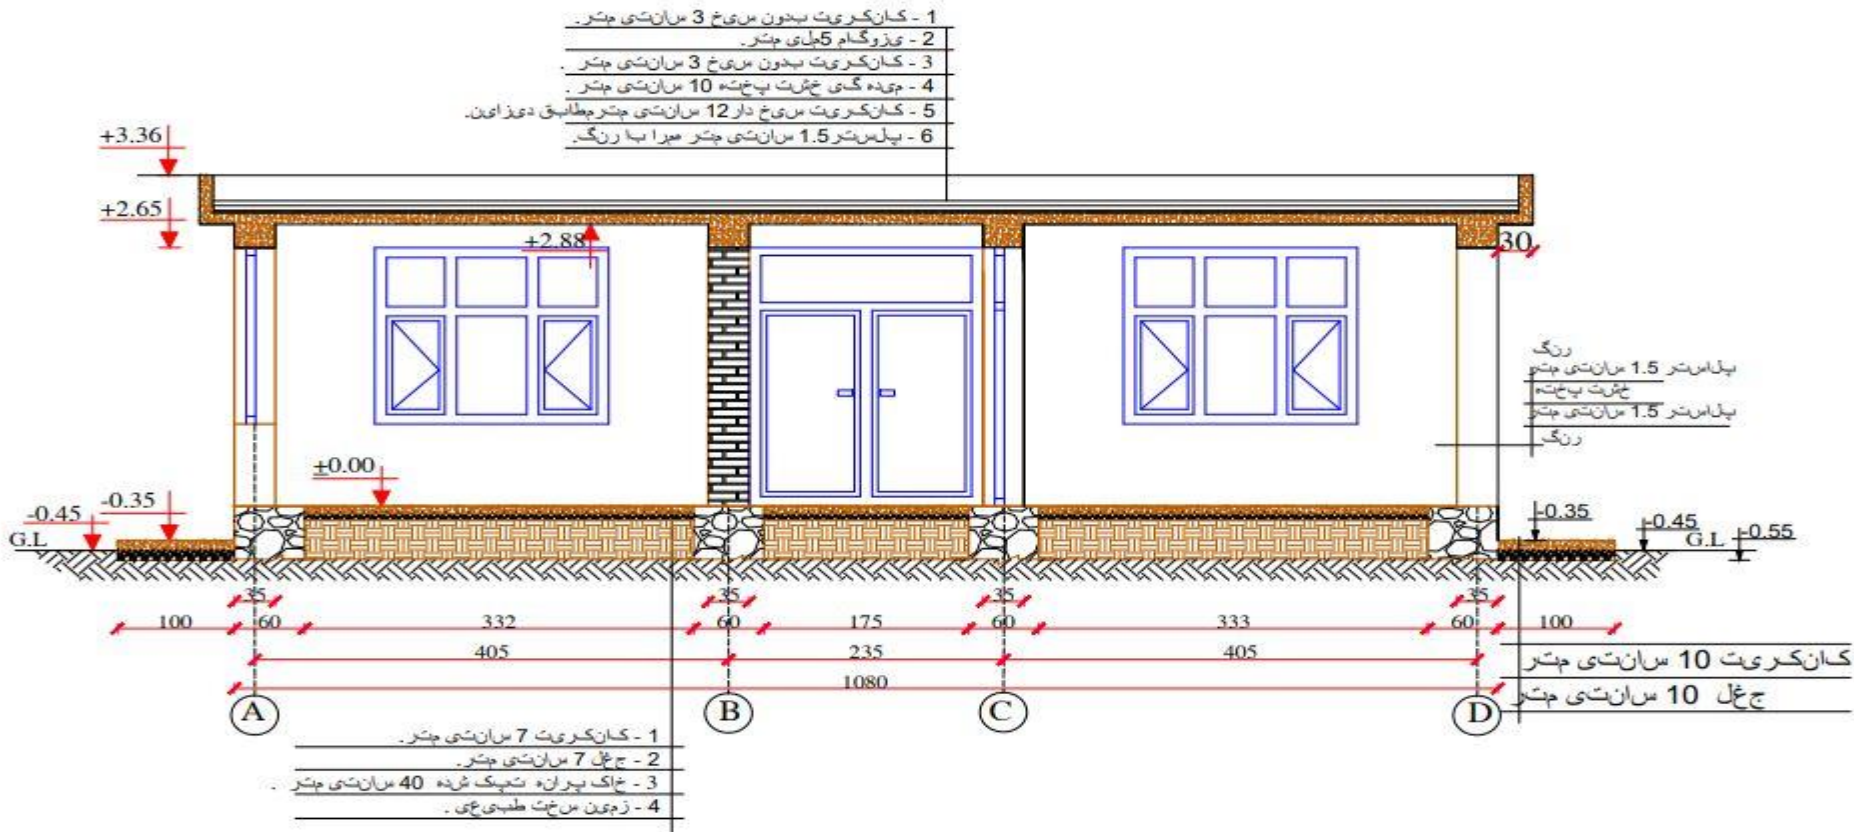 1 - کانکریت بدون سیخ 3 سانتی متر.
2 - یزوگام 5ملی متر.
3 - کانکریت بدون سیخ 3 سانتی متر .
4 - میده گی خشت پخته 10 سانتی متر .
5 - کانکریت سیخ دار 12 سانتی مترمطابق دیزاین.
6 - پلستر 1.5 سانتی متر همرا با رنگ.
+3.36
+2.65
+2.88
30
رنگ
پلاستر 1.5 سانتی متر
خشت پخته
پلاستر 1.5 سانتی متر
رنگ
±0.00
-0.45
-0.35
G.L
-0.35
-0.45
G.L
-0.55
35 35 35 35
100 60 332 60 175 60 333 60 100
405 235 405
1080
A B C D
کانکریت 10 سانتی متر
جغل 10 سانتی متر
1 - کانکریت 7 سانتی متر.
2 - جغل 7 سانتی متر.
3 - خاک پرانه تپک شده 40 سانتی متر .
4 - زمین سخت طبیعی .